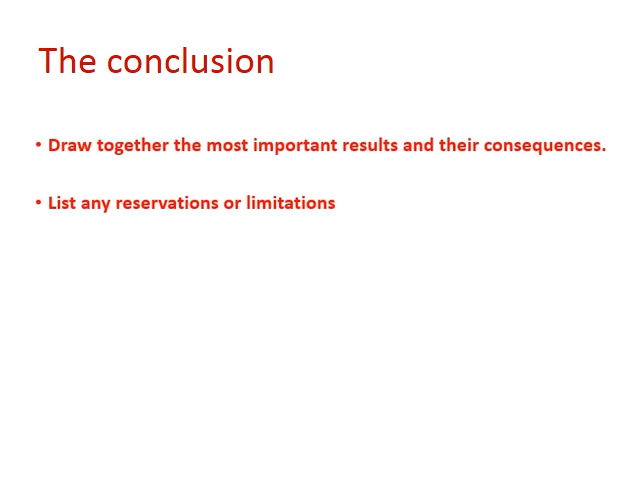 The conclusion
• Draw together the most important results and their consequences.
• List any reservations or limitations